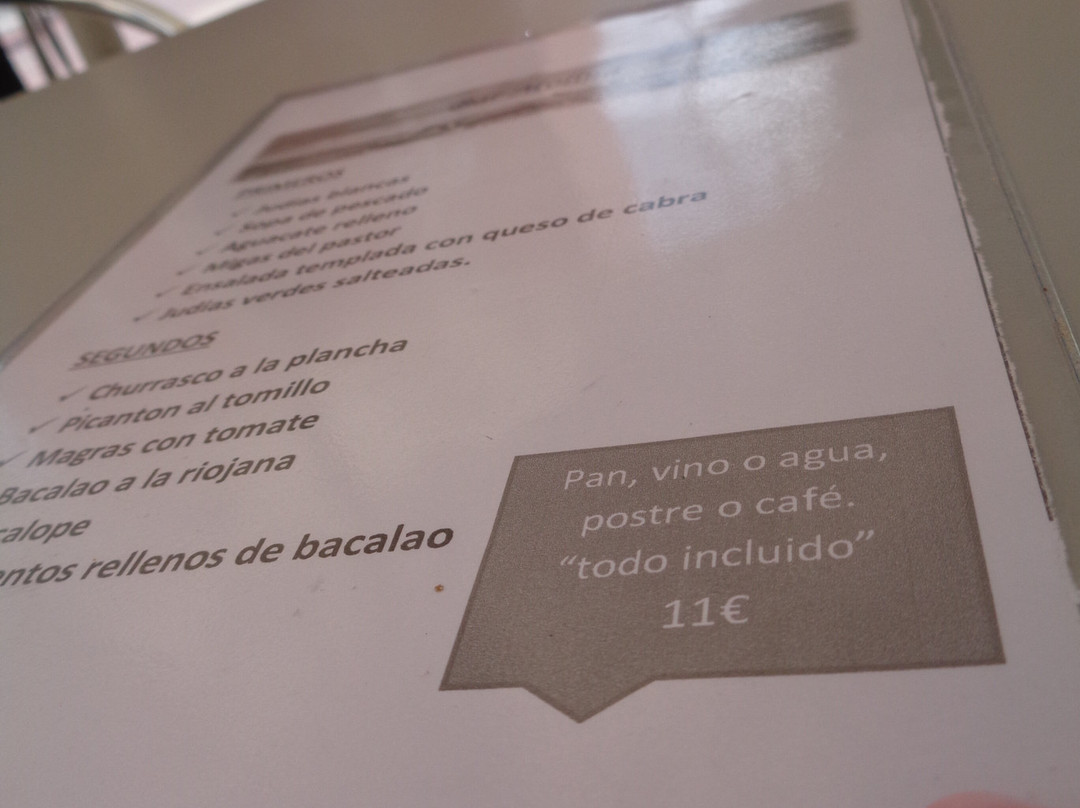 PRIMEROS
✓ Judias blancas
✓ Sopa de pescado
✓ Aguacate relleno
✓ Migas del pastor
✓ Ensalada templada con queso de cabra
✓ Judias verdes salteadas.
SEGUNDOS
✓ Churrasco a la plancha
✓ Picanton al tomillo
✓ Magras con tomate
Bacalao a la riojana
calope
entos rellenos de bacalao
Pan, vino o agua,
postre o café.
“todo incluido”
11€